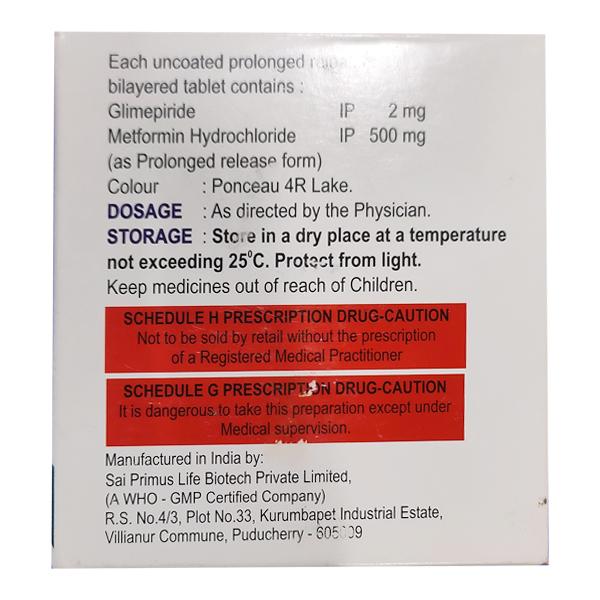 Each uncoated prolonged
bilayered tablet contains :
Glimepiride IP 2 mg
Metformin Hydrochloride IP 500 mg
(as Prolonged release form)
Colour : Ponceau 4R Lake.
DOSAGE : As directed by the Physician.
STORAGE : Store in a dry place at a temperature
not exceeding 25⁰C. Protect from light.
Keep medicines out of reach of Children.
SCHEDULE H PRESCRIPTION DRUG-CAUTION
Not to be sold by retail without the prescription
of a Registered Medical Practitioner
SCHEDULE G PRESCRIPTION DRUG-CAUTION
It is dangerous to take this preparation except under
Medical supervision.
Manufactured in India by:
Sai Primus Life Biotech Private Limited,
(A WHO - GMP Certified Company)
R.S. No.4/3, Plot No.33, Kurumbapet Industrial Estate,
Villianur Commune, Puducherry -